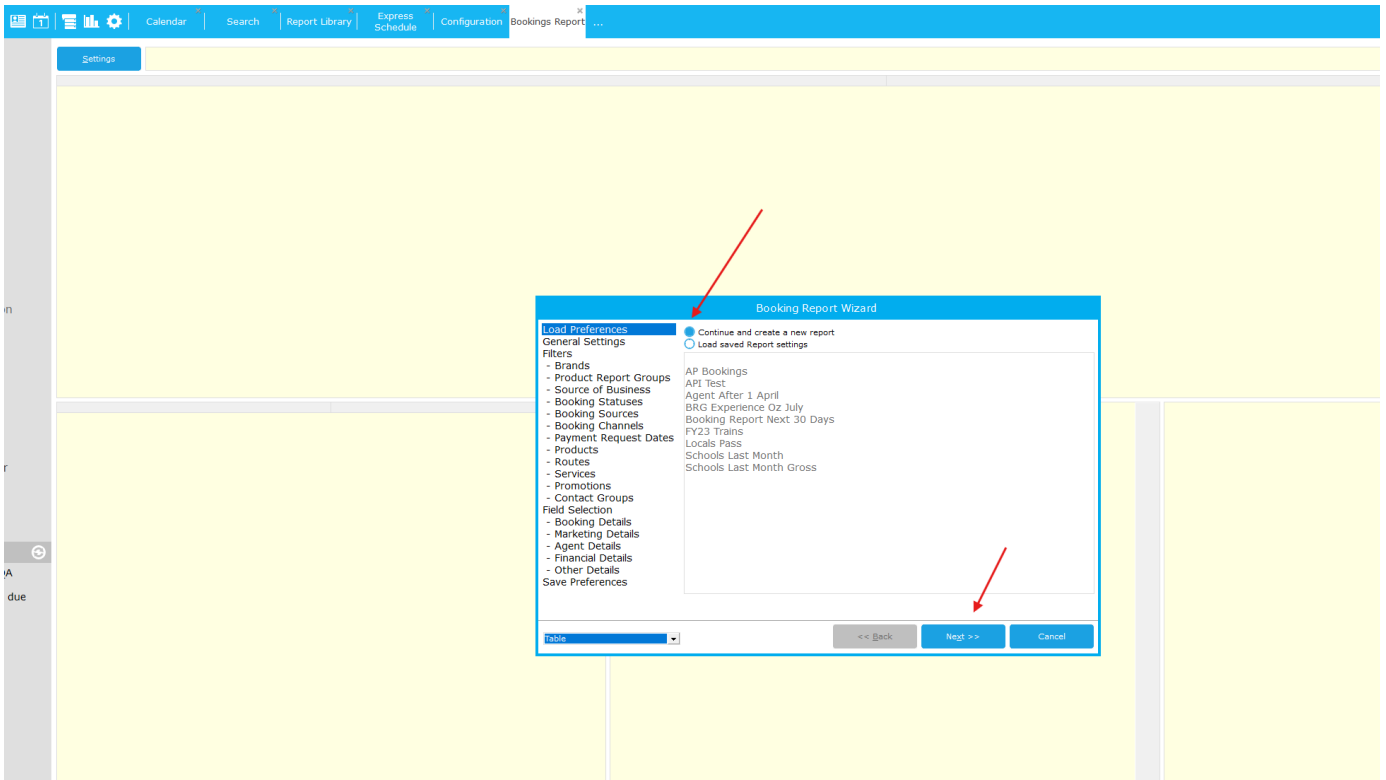 Calendar
Search
Report Library
Express
Schedule
Configuration
Bookings Report
...
Settings
Booking Report Wizard
Load Preferences
General Settings
Filters
- Brands
- Product Report Groups
- Source of Business
- Booking Statuses
- Booking Sources
- Booking Channels
- Payment Request Dates
- Products
- Routes
- Services
- Promotions
- Contact Groups
Field Selection
- Booking Details
- Marketing Details
- Agent Details
- Financial Details
- Other Details
Save Preferences
Continue and create a new report
Load saved Report settings
AP Bookings
API Test
Agent After 1 April
BRG Experience Oz July
Booking Report Next 30 Days
FY23 Trains
Locals Pass
Schools Last Month
Schools Last Month Gross
Table
<< Back
Next >>
Cancel
on
r
due